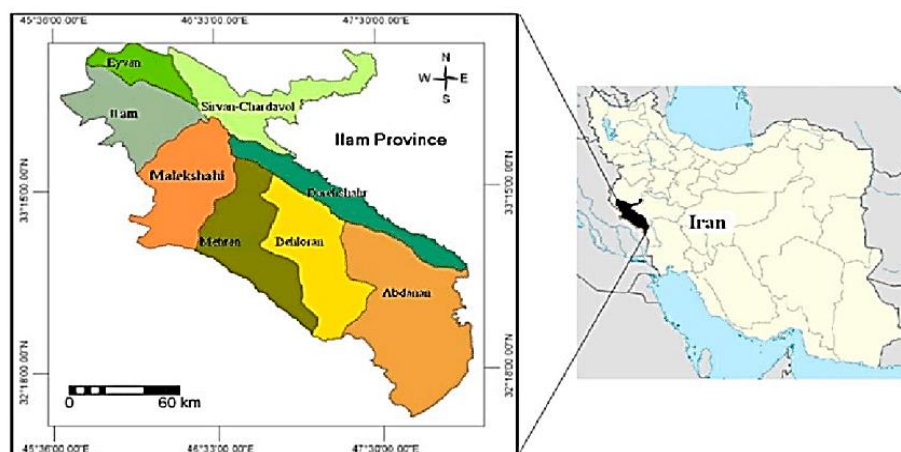 45°36'00.00"E
46°33'00.00"E
47°30'00.00"E
Eyvan
N
W E
S
Sirvan-Chardavol
Ilam
Ilam Province
Malekshahi
33°15'00.00"N
33°15'00.00"N
Darehshahr
Mehran
Dehloran
Abdanan
Iran
32°18'00.00"N
32°18'00.00"N
0 60 km
45°36'00.00"E
46°33'00.00"E
47°30'00.00"E